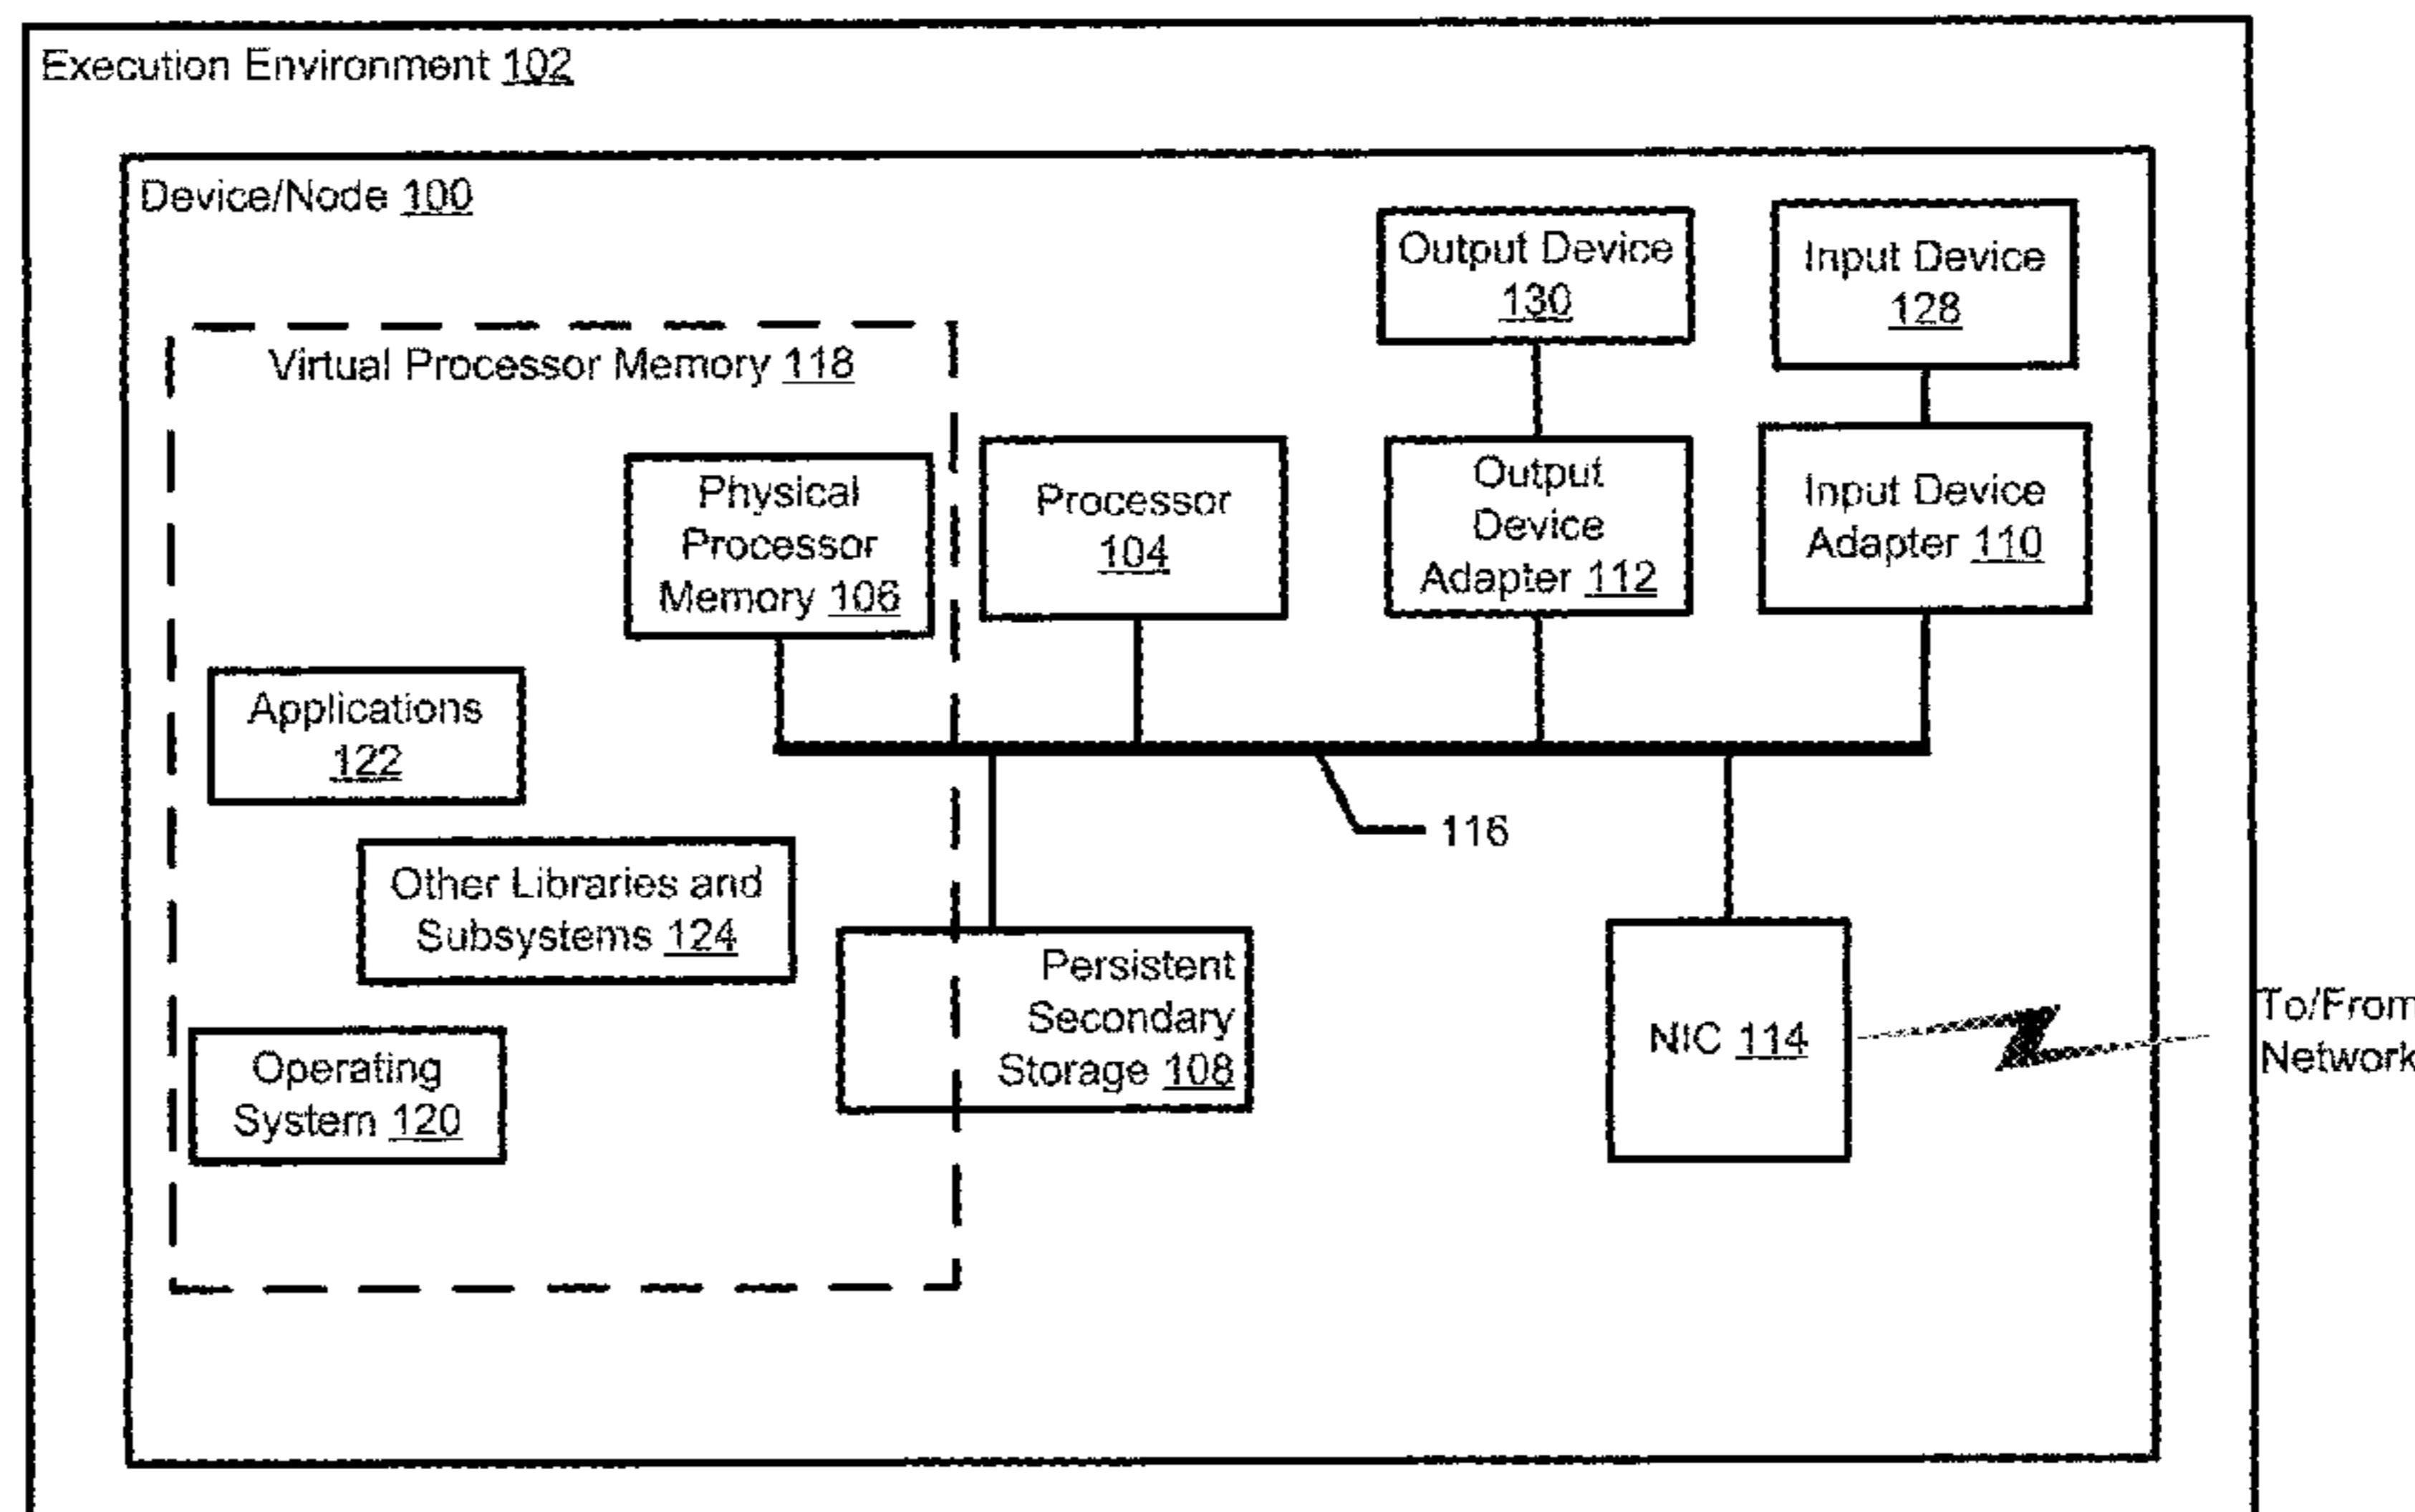 Execution Environment 102
Device/Node 100
Output Device
130
Input Device
128
Virtual Processor Memory 118
Physical
Processor
Memory 106
Processor
104
Output
Device
Adapter 112
Input Device
Adapter 110
Applications
122
116
Other Libraries and
Subsystems 124
Persistent
Secondary
Storage 108
NIC 114
To/From
Network
Operating
System 120